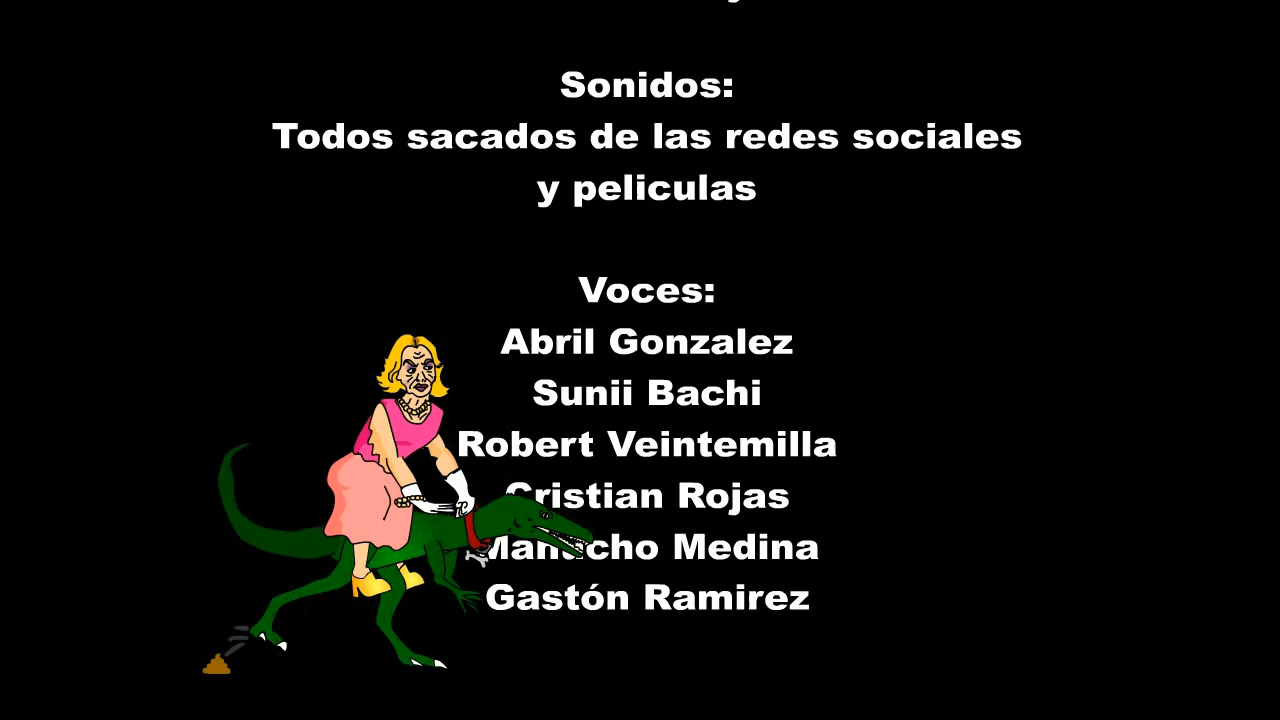 Sonidos:
Todos sacados de las redes sociales
y peliculas
Voces:
Abril Gonzalez
Sunii Bachi
Robert Veintemilla
Cristian Rojas
Manucho Medina
Gastón Ramirez